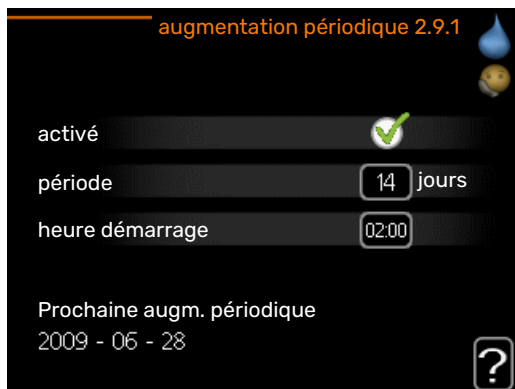 augmentation périodique 2.9.1
activé
période 14 jours
heure démarrage 02:00
Prochaine augm. périodique
2009 - 06 - 28
?